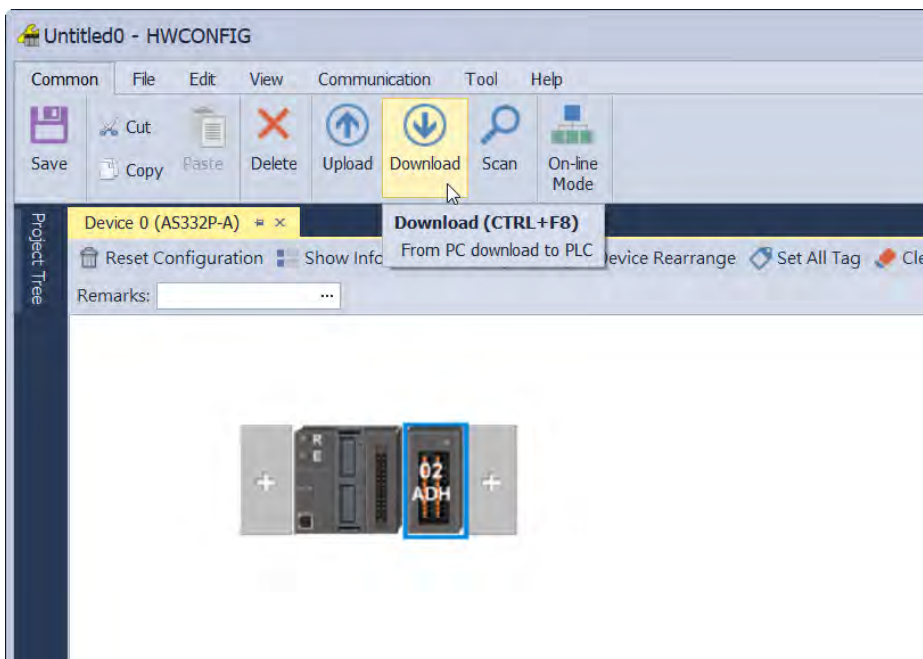 Untitled0 - HWCONFIG
Common File Edit View Communication Tool Help
Save Cut Copy Paste Delete Upload Download Scan On-line Mode
Project Tree
Device 0 (AS332P-A)
Download (CTRL+F8)
From PC download to PLC
Reset Configuration Show Info Device Rearrange Set All Tag Cle
Remarks: ...
R
E
02
ADH